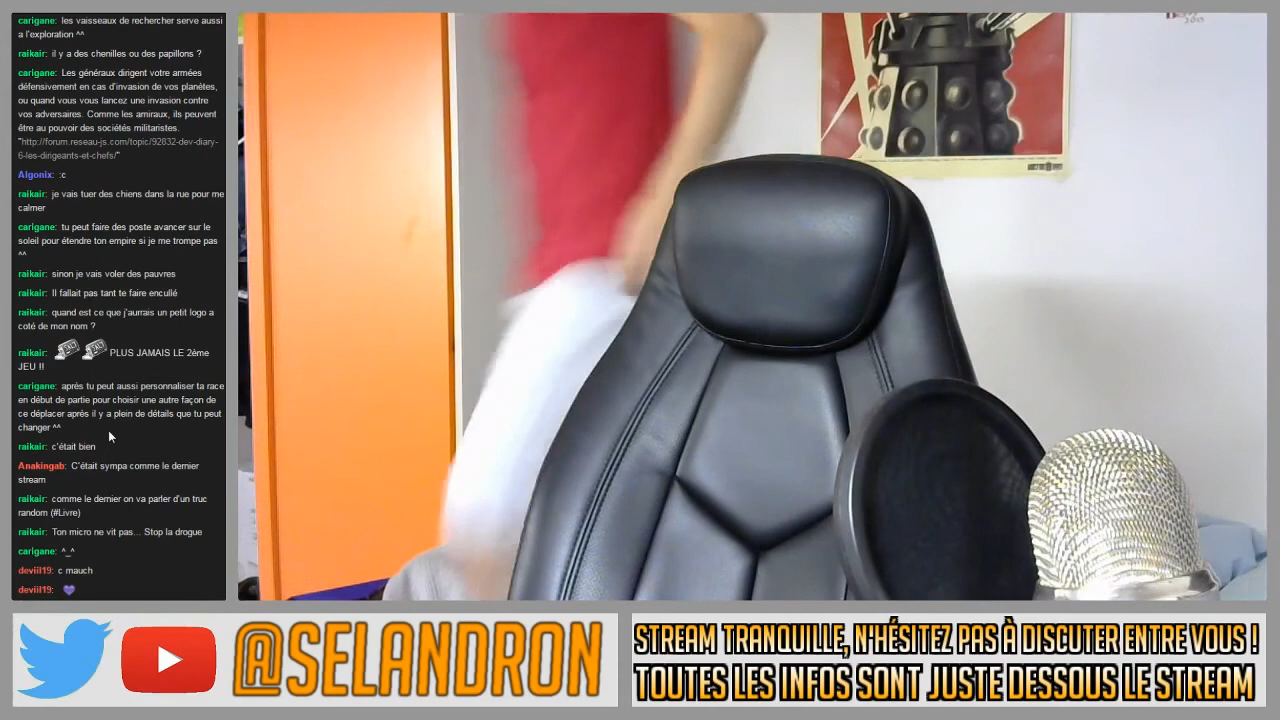 carigane: les vaisseaux de rechercher serve aussi
a l'exploration ^^
raikair: il y a des chenilles ou des papillons ?
carigane: Les généraux dirigent votre armées
défensivement en cas d'invasion de vos planètes,
ou quand vous vous lancez une invasion contre
vos adversaires. Comme les amiraux, ils peuvent
être au pouvoir des sociétés militaristes.
"http://forum.reseau-js.com/topic/92832-dev-diary-
6-les-dirigeants-et-chefs/"
Algonix: :c
raikair: je vais tuer des chiens dans la rue pour me
calmer
carigane: tu peut faire des poste avancer sur le
soleil pour étendre ton empire si je me trompe pas
^^
raikair: sinon je vais voler des pauvres
raikair: Il fallait pas tant te faire encullé
raikair: quand est ce que j'aurrais un petit logo a
coté de mon nom ?
raikair: PLUS JAMAIS LE 2ème
JEU !!
carigane: aprés tu peut aussi personnaliser ta race
en début de partie pour choisir une autre façon de
ce déplacer aprés il y a plein de détails que tu peut
changer ^^
raikair: c'était bien
Anakingab: C'était sympa comme le dernier
stream
raikair: comme le dernier on va parler d'un truc
random (#Livre)
raikair: Ton micro ne vit pas... Stop la drogue
carigane: ^_^
deviil19: c mauch
deviil19:
@SELANDRON
STREAM TRANQUILLE, N'HÉSITEZ PAS À DISCUTER ENTRE VOUS !
TOUTES LES INFOS SONT JUSTE DESSOUS LE STREAM